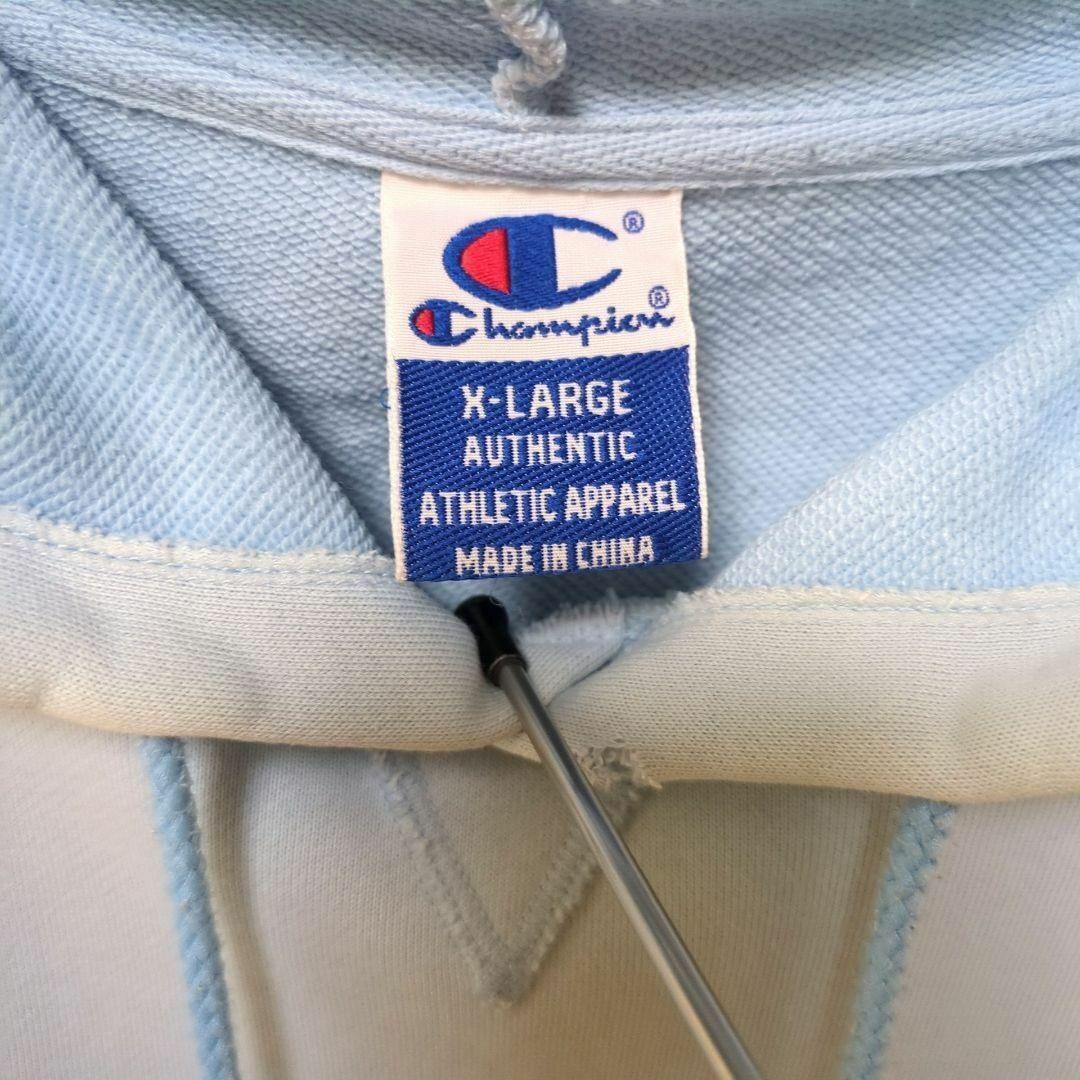 ®
Champion®
X-LARGE
AUTHENTIC
ATHLETIC APPAREL
MADE IN CHINA